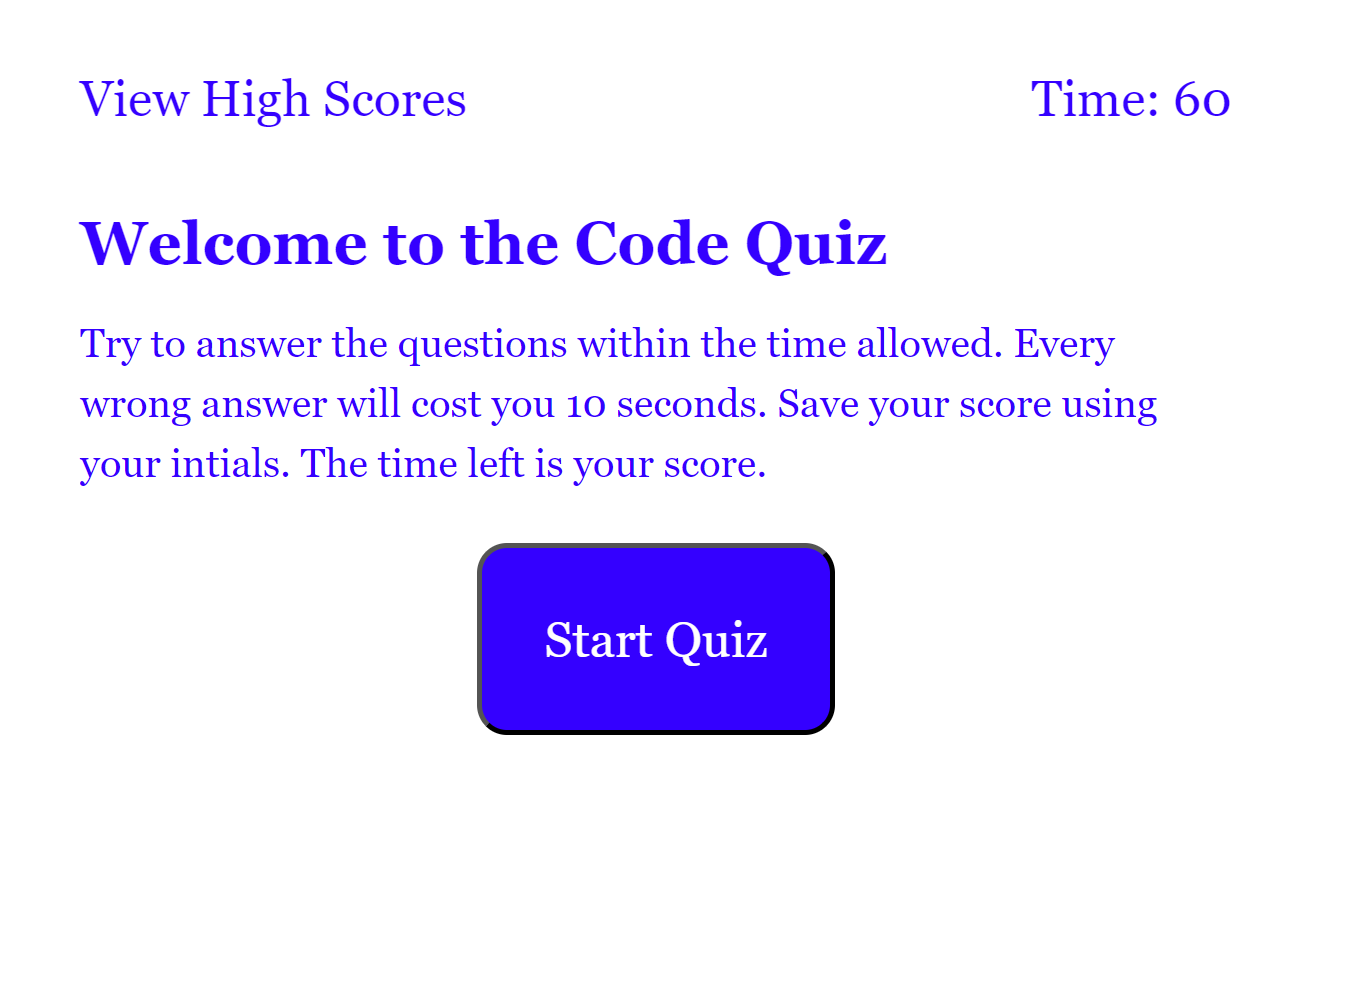 View High Scores
Time: 60
Welcome to the Code Quiz
Try to answer the questions within the time allowed. Every
wrong answer will cost you 10 seconds. Save your score using
your intials. The time left is your score.
Start Quiz